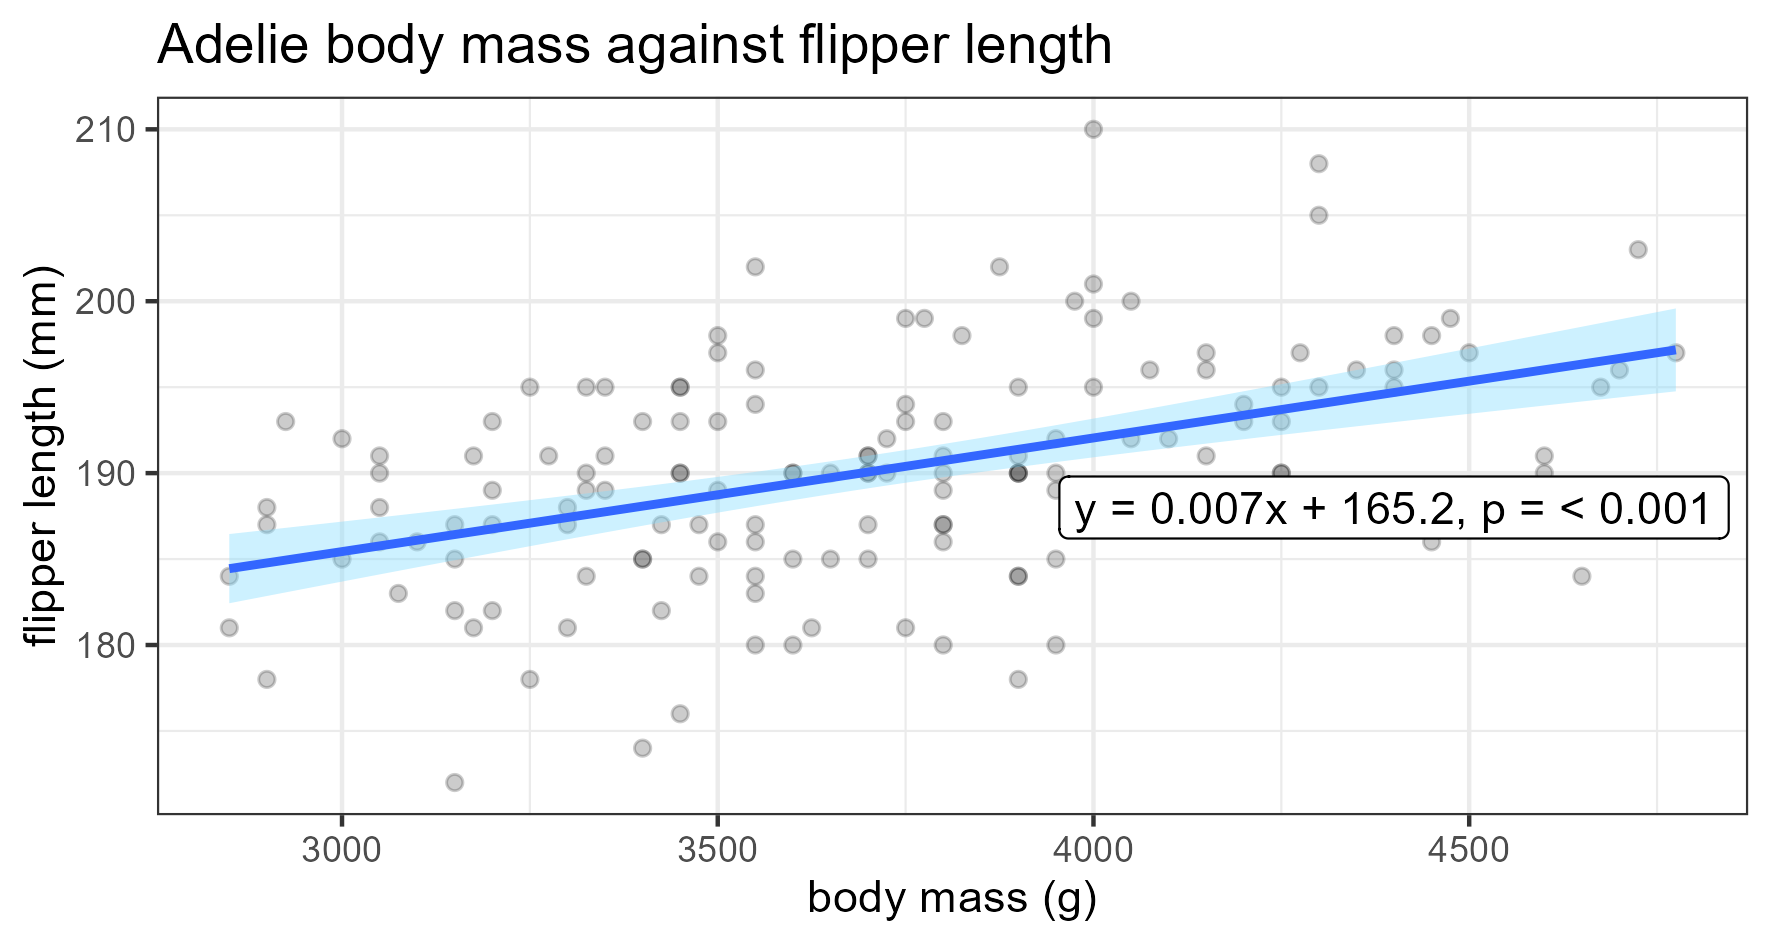 Adelie body mass against flipper length
210
200
190
180
flipper length (mm)
y = 0.007x + 165.2, p = < 0.001
3000 3500 4000 4500
body mass (g)